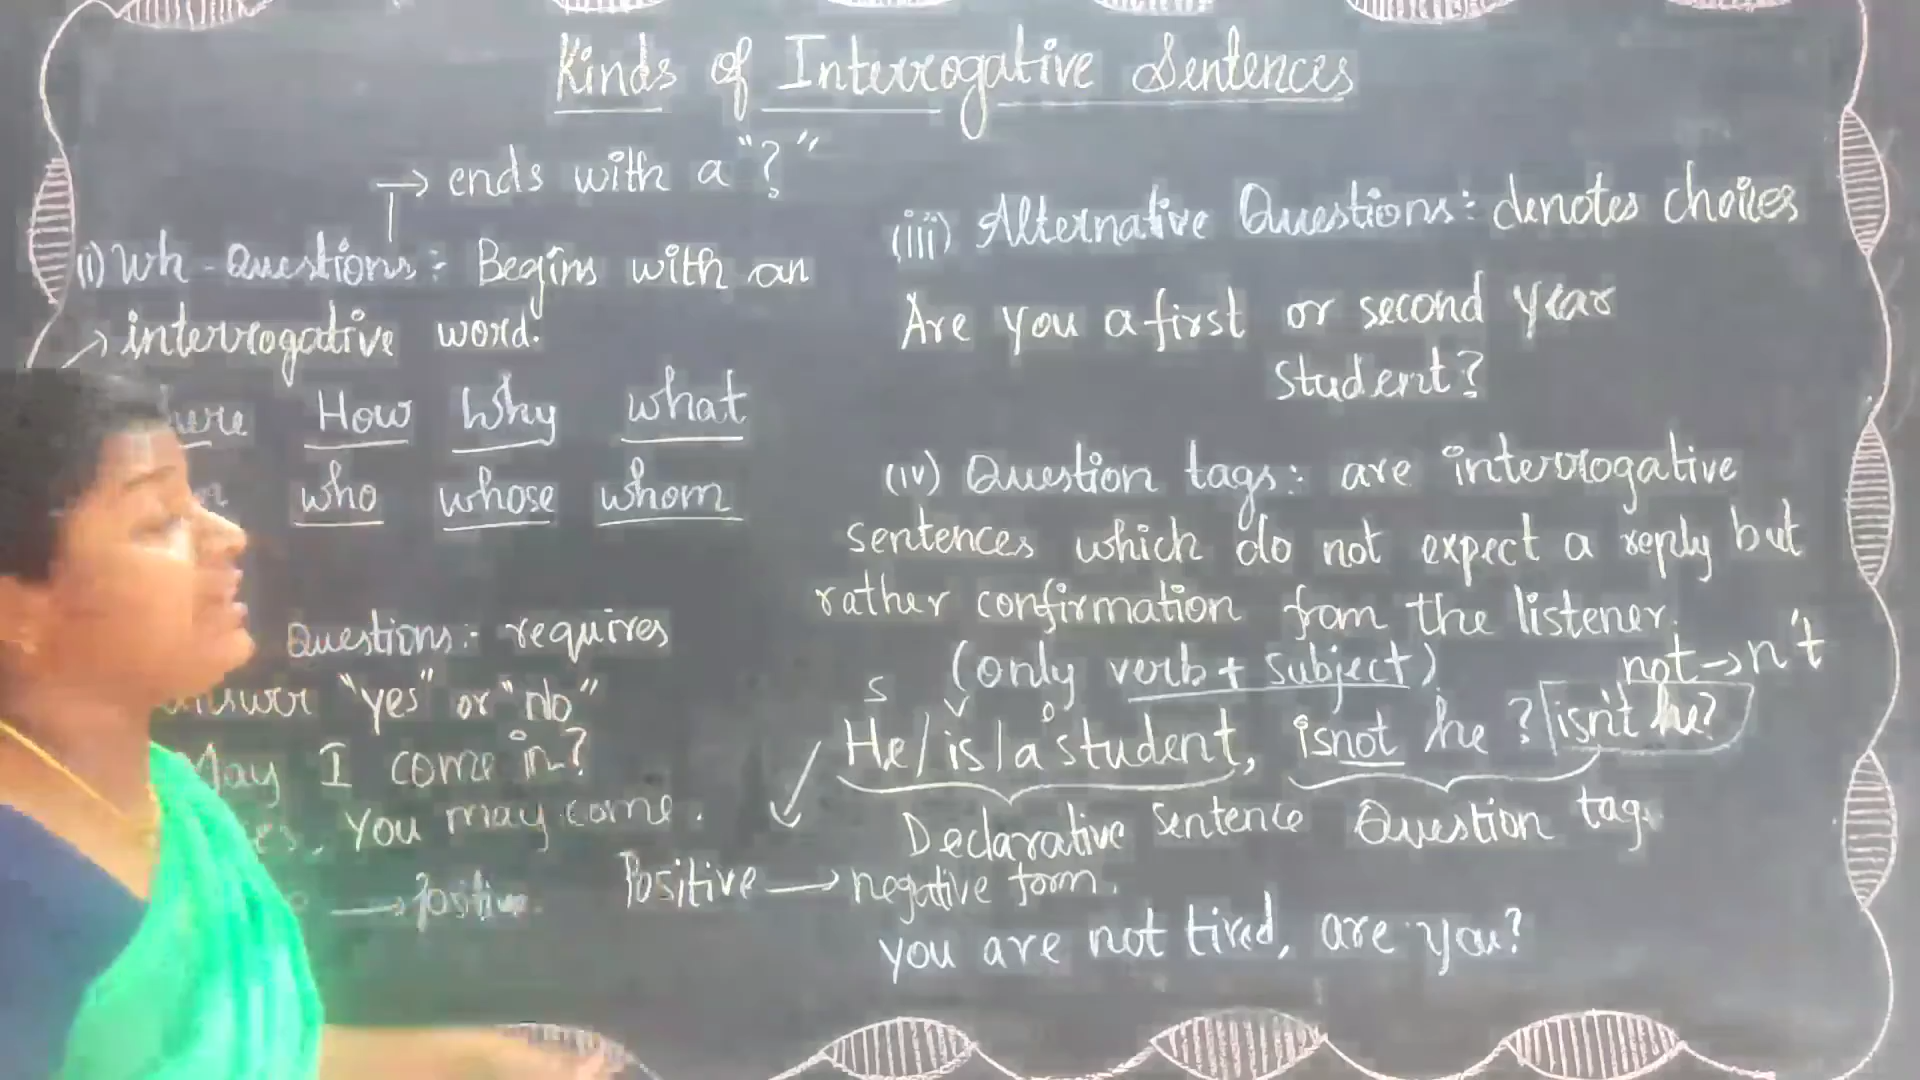 Kinds of Interrogative Sentences
→ ends with a "?"
(i) Wh-Questions:- Begins with an
→ interrogative word.
How Why what
who whose whom
Questions:- requires
"yes" or "No"
May I come in?
You may come.
→ Positive.
(iii) Alternative Questions: denotes choices
Are you a first or second year
student?
(iv) Question tags:- are interrogative
sentences which do not expect a reply but
rather confirmation from the listener.
(only verb + subject) not → n't
S V O
He/is/a student, isnot he? isn't he?
Declarative sentence Question tag.
Positive → negative form.
you are not tired, are you?